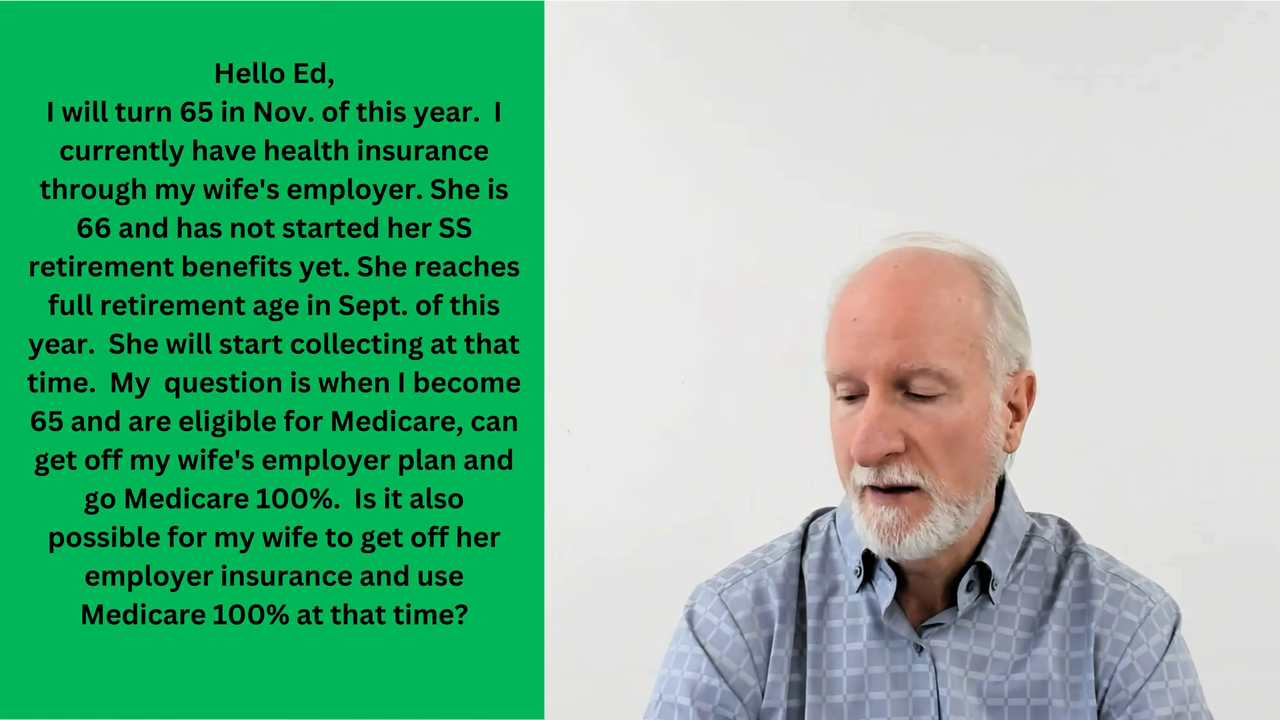 Hello Ed,
I will turn 65 in Nov. of this year.  I
currently have health insurance
through my wife's employer. She is
66 and has not started her SS
retirement benefits yet. She reaches
full retirement age in Sept. of this
year.  She will start collecting at that
time.  My  question is when I become
65 and are eligible for Medicare, can
get off my wife's employer plan and
go Medicare 100%.  Is it also
possible for my wife to get off her
employer insurance and use
Medicare 100% at that time?